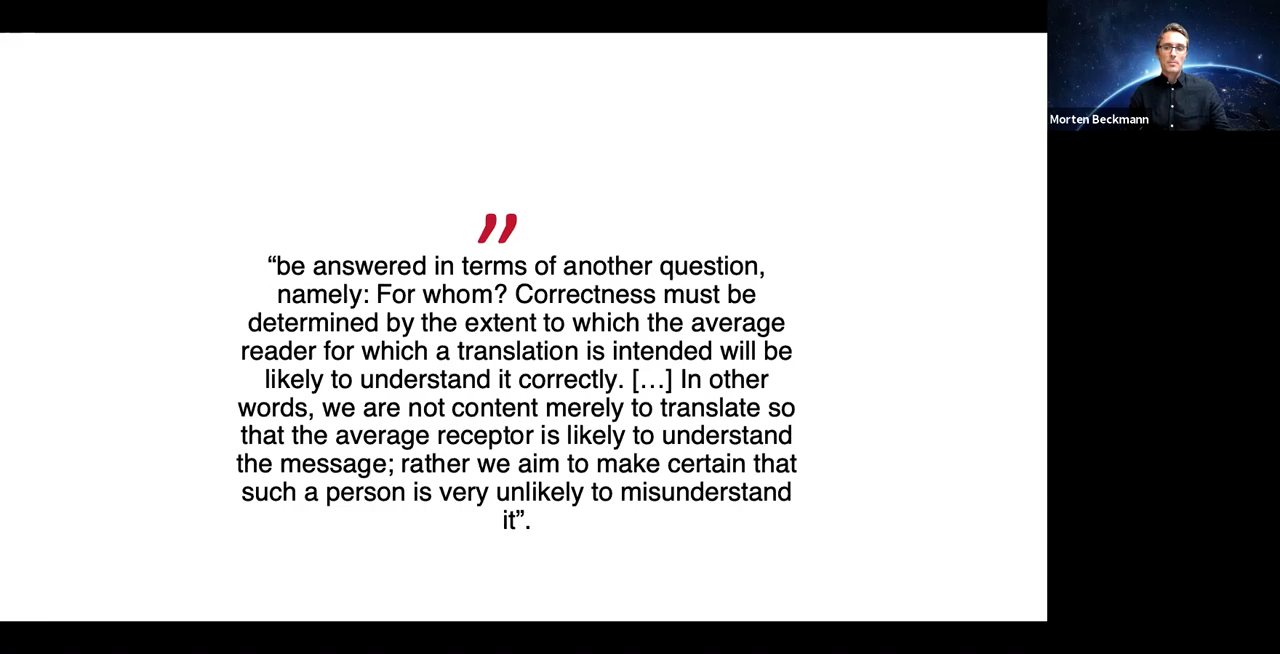 ”
“be answered in terms of another question,
namely: For whom? Correctness must be
determined by the extent to which the average
reader for which a translation is intended will be
likely to understand it correctly. […] In other
words, we are not content merely to translate so
that the average receptor is likely to understand
the message; rather we aim to make certain that
such a person is very unlikely to misunderstand
it”.
Morten Beckmann